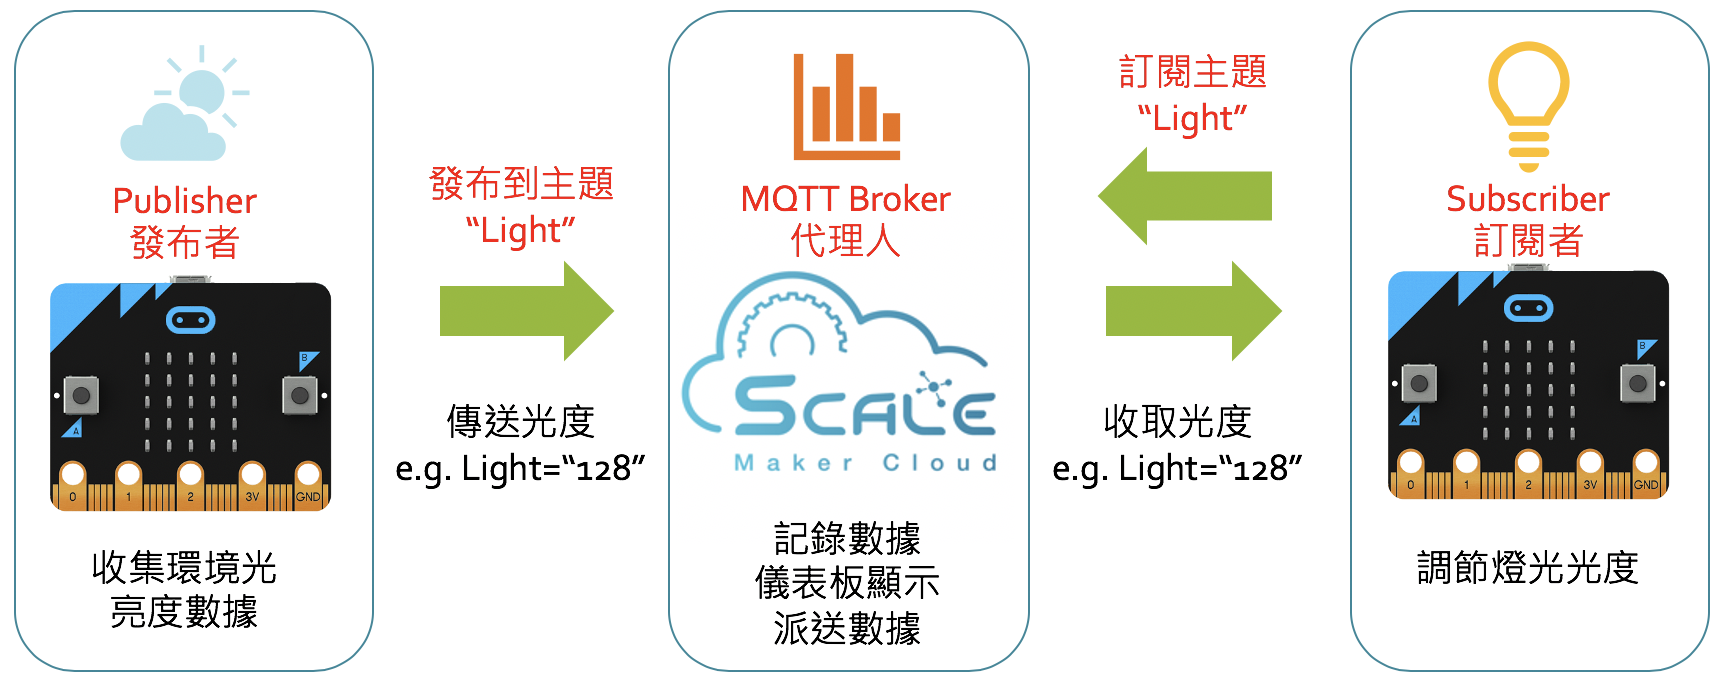 Publisher
發布者
B
A
0 1 2 3V GND
收集環境光
亮度數據
發布到主題
“Light”
傳送光度
e.g. Light=“128”
MQTT Broker
代理人
SCALE
Maker Cloud
記錄數據
儀表板顯示
派送數據
訂閱主題
“Light”
收取光度
e.g. Light=“128”
Subscriber
訂閱者
B
A
0 1 2 3V GND
調節燈光光度